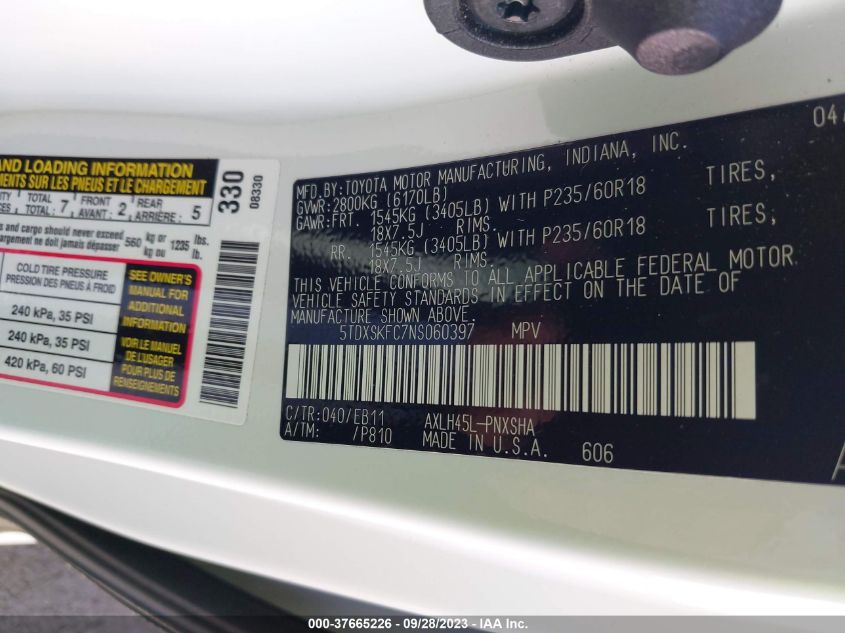 AND LOADING INFORMATION
MENTS SUR LES PNEUS ET LE CHARGEMENT
TOTAL FRONT REAR
TOTAL: 7 AVANT: 2 ARRIÈRE: 5
s and cargo should never exceed 560 kg or 1235 lbs.
argement ne doit jamais dépasser kg ou lb.
COLD TIRE PRESSURE
PRESSION DES PNEUS À FROID
240 kPa, 35 PSI
240 kPa, 35 PSI
420 kPa, 60 PSI
SEE OWNER'S
MANUAL FOR
ADDITIONAL
INFORMATION
VOIR LE MANUEL
DE L'USAGER
POUR PLUS DE
RENSEIGNEMENTS
330
08330
04/
MFD.BY:TOYOTA MOTOR MANUFACTURING, INDIANA, INC.
GVWR:2800KG (6170LB)
GAWR:FRT. 1545KG (3405LB) WITH P235/60R18 TIRES,
18X7.5J RIMS.
RR. 1545KG (3405LB) WITH P235/60R18 TIRES,
18X7.5J RIMS.
THIS VEHICLE CONFORMS TO ALL APPLICABLE FEDERAL MOTOR
VEHICLE SAFETY STANDARDS IN EFFECT ON THE DATE OF
MANUFACTURE SHOWN ABOVE.
5TDXSKFC7NS060397 MPV
C/TR:040/EB11 AXLH45L-PNXSHA
A/TM: /P810 MADE IN U.S.A. 606
000-37665226 - 09/28/2023 - IAA Inc.